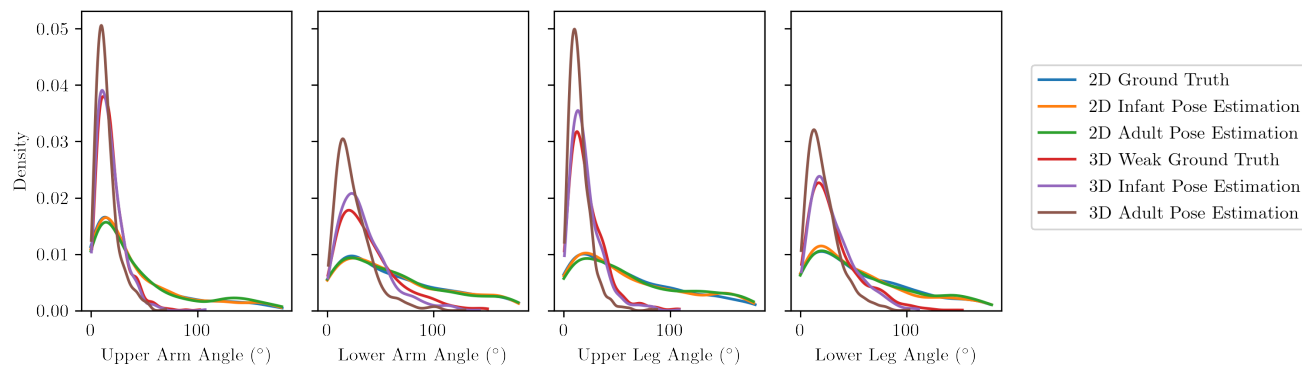 0.05
0.04
0.03
0.02
0.01
0.00
Density
0 100
Upper Arm Angle (°)
0 100
Lower Arm Angle (°)
0 100
Upper Leg Angle (°)
0 100
Lower Leg Angle (°)
2D Ground Truth
2D Infant Pose Estimation
2D Adult Pose Estimation
3D Weak Ground Truth
3D Infant Pose Estimation
3D Adult Pose Estimation